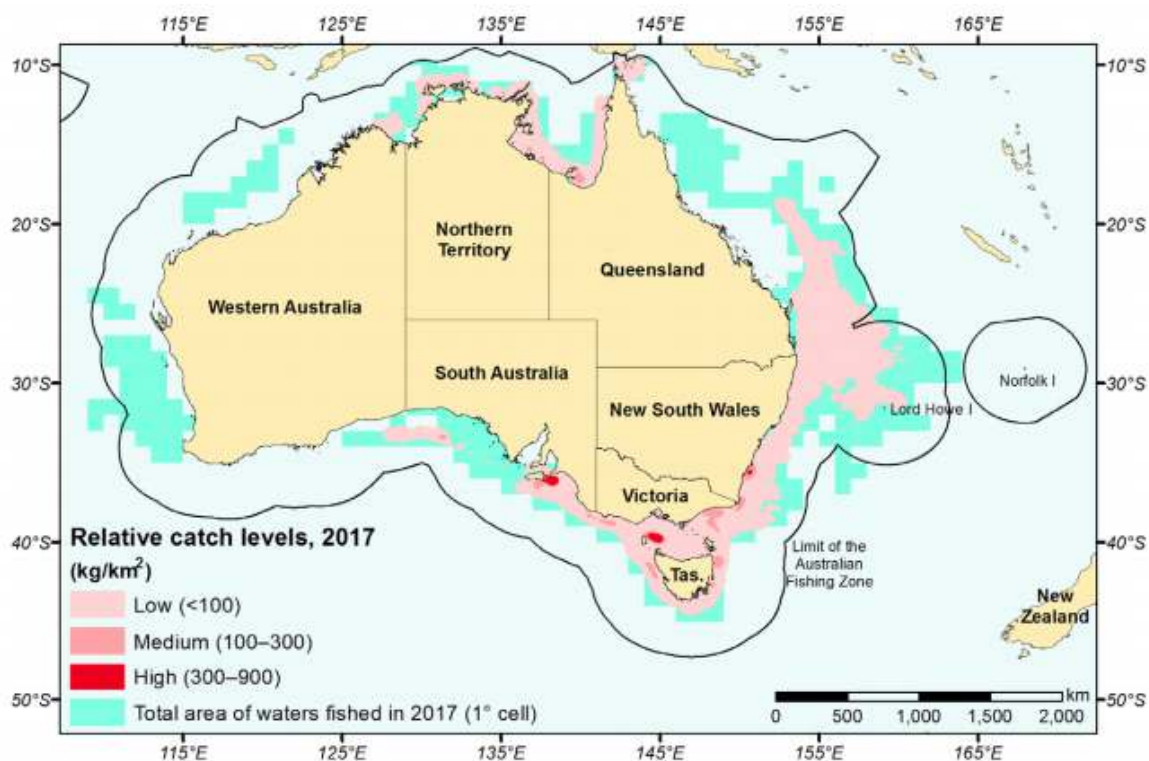 115°E 125°E 135°E 145°E 155°E 165°E
10°S 10°S
20°S 20°S
Northern
Territory
Queensland
Western Australia
South Australia
30°S 30°S
Norfolk I
New South Wales
Lord Howe I
Victoria
Relative catch levels, 2017
(kg/km²)
40°S 40°S
Limit of the
Australian
Fishing Zone
Tas.
New
Zealand
Low (<100)
Medium (100–300)
High (300–900)
Total area of waters fished in 2017 (1° cell)
50°S 50°S
km
0 500 1,000 1,500 2,000
115°E 125°E 135°E 145°E 155°E 165°E